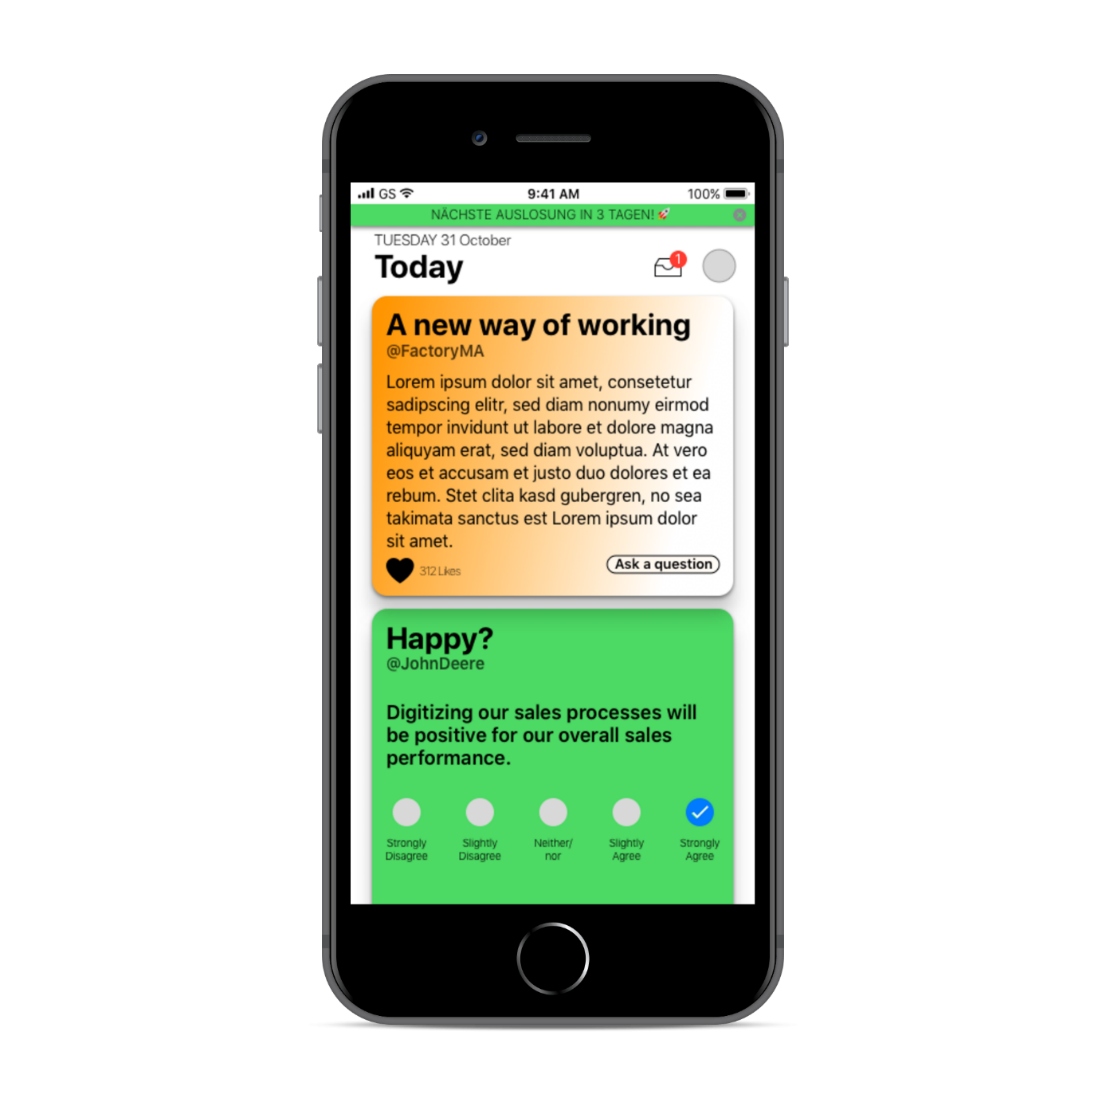 GS 9:41 AM 100%
NÄCHSTE AUSLOSUNG IN 3 TAGEN! 🚀
TUESDAY 31 October
Today
1
A new way of working
@FactoryMA
Lorem ipsum dolor sit amet, consetetur
sadipscing elitr, sed diam nonumy eirmod
tempor invidunt ut labore et dolore magna
aliquyam erat, sed diam voluptua. At vero
eos et accusam et justo duo dolores et ea
rebum. Stet clita kasd gubergren, no sea
takimata sanctus est Lorem ipsum dolor
sit amet.
312 Likes
Ask a question
Happy?
@JohnDeere
Digitizing our sales processes will
be positive for our overall sales
performance.
Strongly Disagree
Slightly Disagree
Neither/ nor
Slightly Agree
Strongly Agree